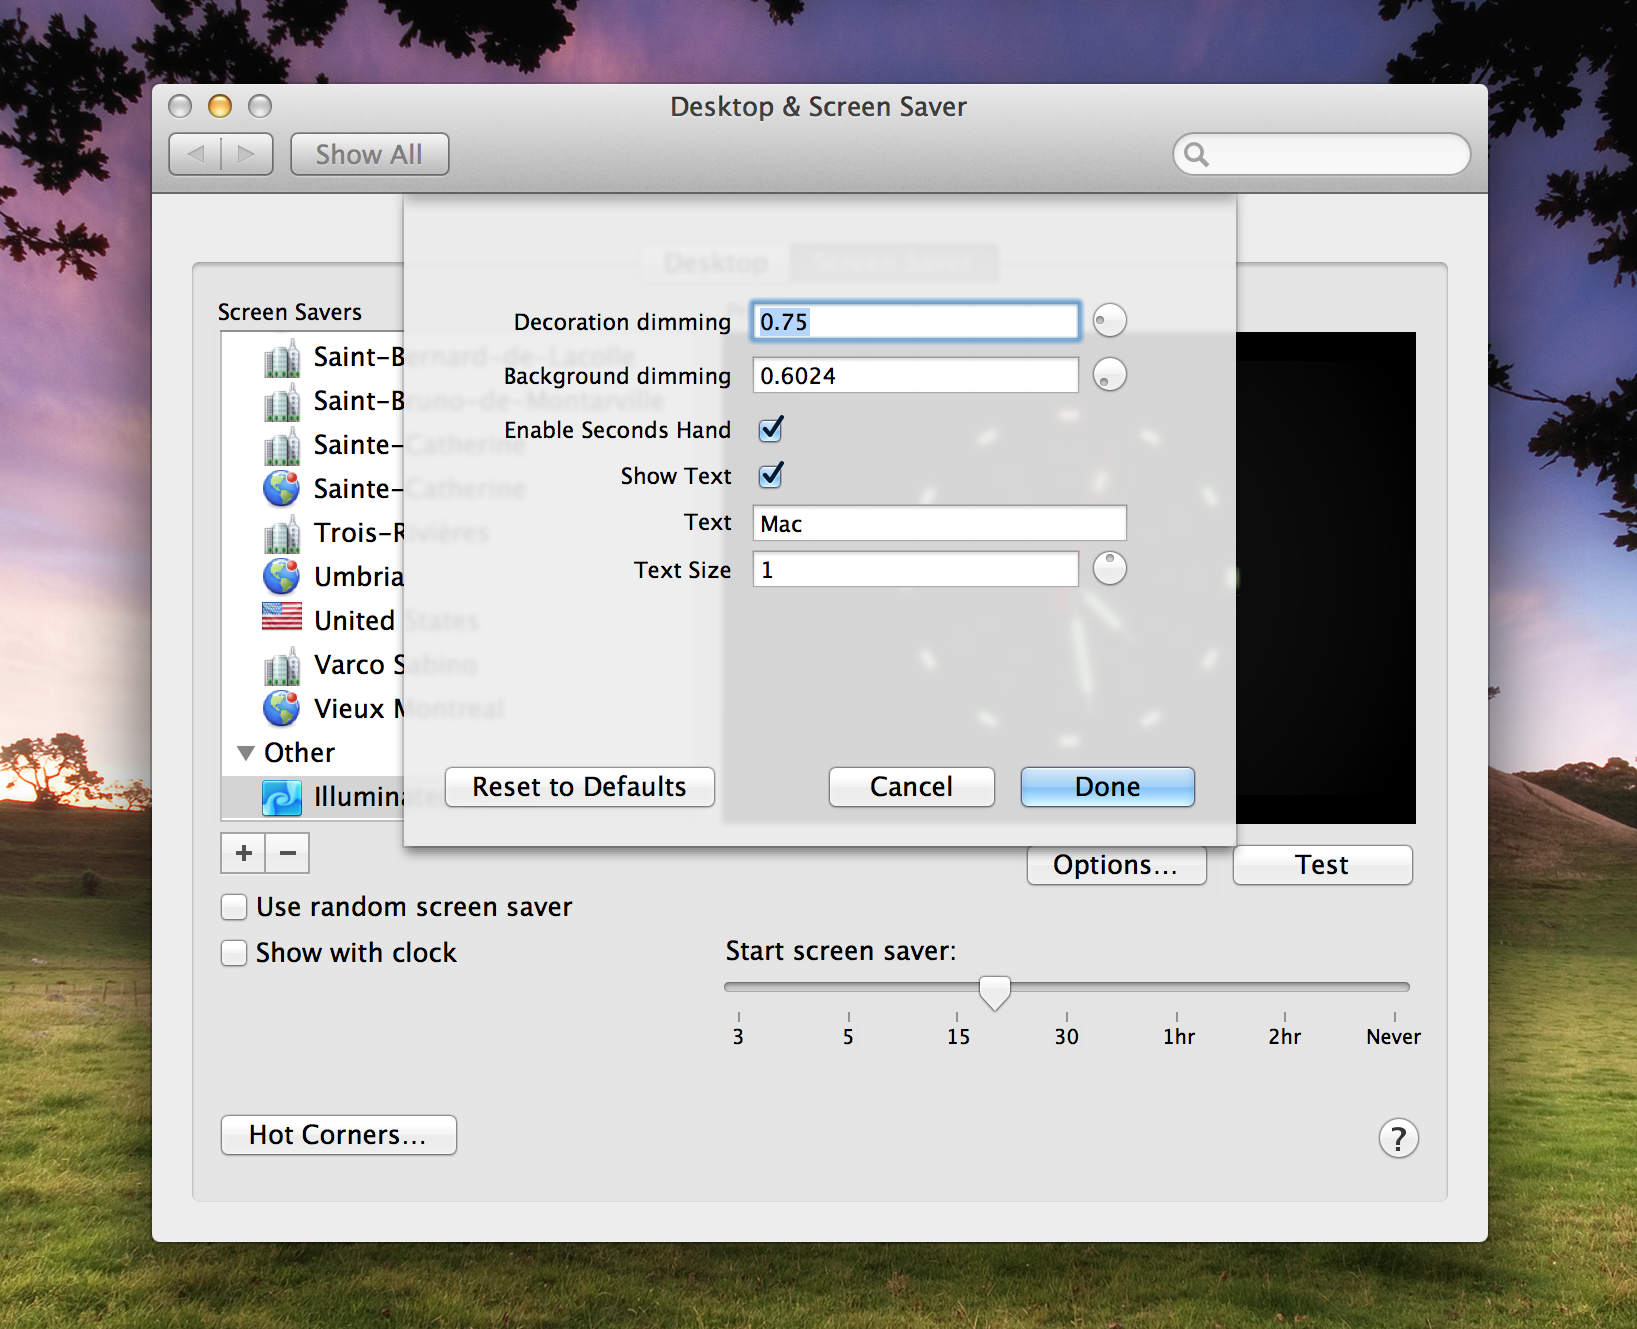 Desktop & Screen Saver
Show All
Desktop
Screen Savers
Decoration dimming 0.75
Background dimming 0.6024
Enable Seconds Hand
Show Text
Text Mac
Text Size 1
Saint-Bernard-de-Lacolle
Saint-Bruno-de-Montarville
Sainte-Catherine
Sainte-Catherine
Trois-Rivières
Umbria
United States
Varco Sabino
Vieux Montreal
Other
Reset to Defaults Cancel Done
+ −
Options... Test
Use random screen saver
Show with clock
Start screen saver:
3 5 15 30 1hr 2hr Never
Hot Corners... ?